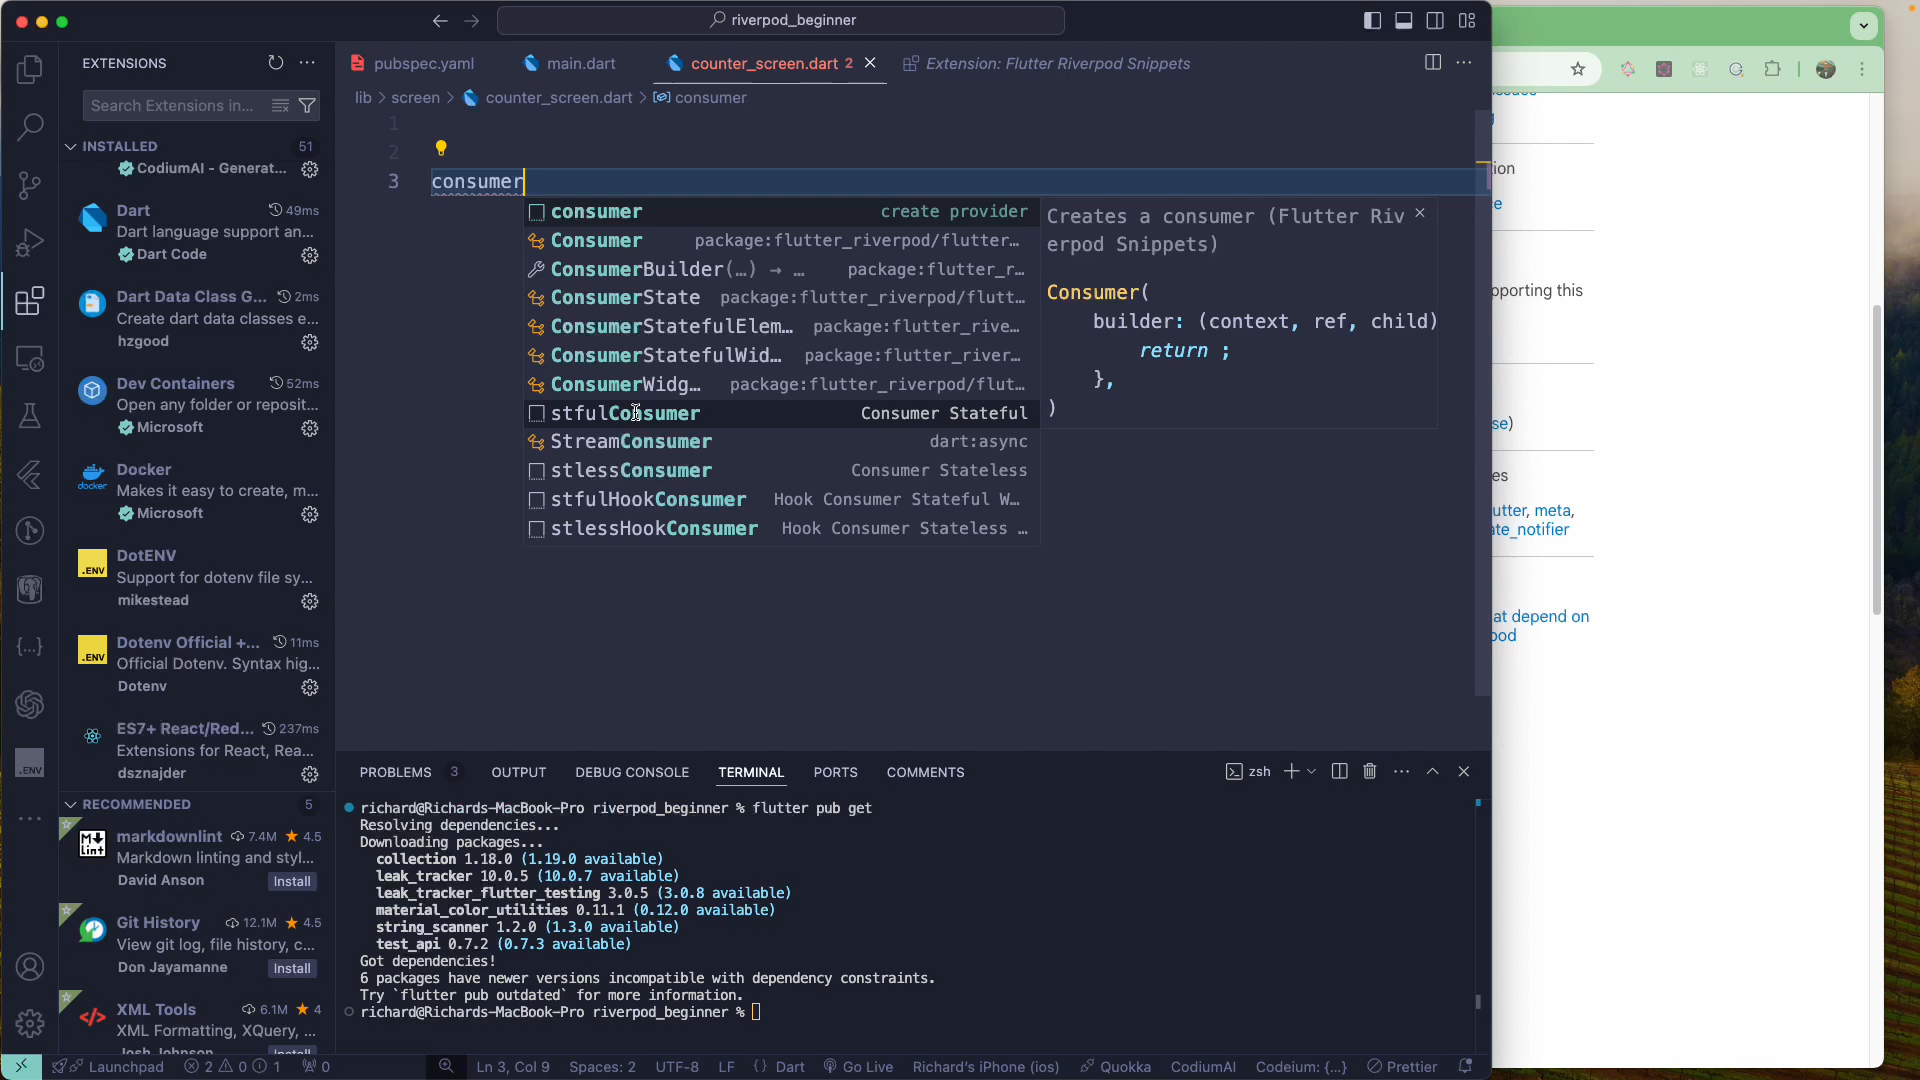 riverpod_beginner
EXTENSIONS
Search Extensions in...
INSTALLED 51
CodiumAI - Generat...
Dart 49ms
Dart language support an...
Dart Code
Dart Data Class G... 2ms
Create dart data classes e...
hzgood
Dev Containers 52ms
Open any folder or reposit...
Microsoft
Docker
Makes it easy to create, m...
Microsoft
DotENV
Support for dotenv file sy...
mikestead
Dotenv Official +... 11ms
Official Dotenv. Syntax hig...
Dotenv
ES7+ React/Red... 237ms
Extensions for React, Rea...
dsznajder
RECOMMENDED 5
markdownlint 7.4M 4.5
Markdown linting and styl...
David Anson Install
Git History 12.1M 4.5
View git log, file history, c...
Don Jayamanne Install
XML Tools 6.1M 4
XML Formatting, XQuery, ...
Josh Johnson Install
pubspec.yaml main.dart counter_screen.dart 2 Extension: Flutter Riverpod Snippets
lib > screen > counter_screen.dart > consumer
1
2
3 consumer
consumer create provider
Consumer package:flutter_riverpod/flutter...
ConsumerBuilder(…) → … package:flutter_r...
ConsumerState package:flutter_riverpod/flutt...
ConsumerStatefulElem... package:flutter_rive...
ConsumerStatefulWid... package:flutter_river...
ConsumerWidg... package:flutter_riverpod/flut...
stfulConsumer Consumer Stateful
StreamConsumer dart:async
stlessConsumer Consumer Stateless
stfulHookConsumer Hook Consumer Stateful W...
stlessHookConsumer Hook Consumer Stateless ...
Creates a consumer (Flutter Riv
erpod Snippets)
Consumer(
builder: (context, ref, child)
return ;
},
)
PROBLEMS 3 OUTPUT DEBUG CONSOLE TERMINAL PORTS COMMENTS zsh
richard@Richards-MacBook-Pro riverpod_beginner % flutter pub get
Resolving dependencies...
Downloading packages...
collection 1.18.0 (1.19.0 available)
leak_tracker 10.0.5 (10.0.7 available)
leak_tracker_flutter_testing 3.0.5 (3.0.8 available)
material_color_utilities 0.11.1 (0.12.0 available)
string_scanner 1.2.0 (1.3.0 available)
test_api 0.7.2 (0.7.3 available)
Got dependencies!
6 packages have newer versions incompatible with dependency constraints.
Try `flutter pub outdated` for more information.
richard@Richards-MacBook-Pro riverpod_beginner %
Launchpad 2 0 1 0 Ln 3, Col 9 Spaces: 2 UTF-8 LF Dart Go Live Richard's iPhone (ios) Quokka CodiumAI Codeium: {...} Prettier
.ENV
.ENV
.ENV
tion
ce
pporting this
se)
es
utter, meta,
ate_notifier
at depend on
pod